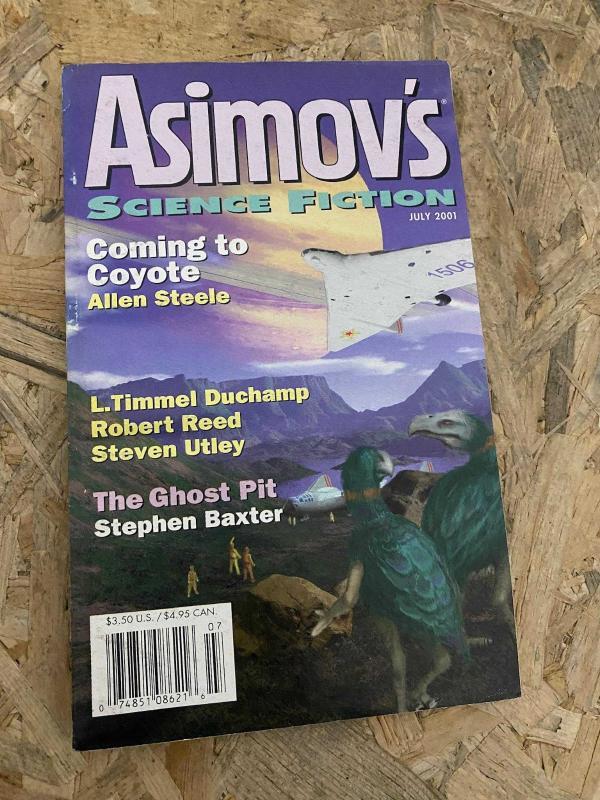 Asimov's®
SCIENCE FICTION
JULY 2001
Coming to
Coyote
Allen Steele
1506
L.Timmel Duchamp
Robert Reed
Steven Utley
The Ghost Pit
Stephen Baxter
$3.50 U.S. / $4.95 CAN.
07
0 74851 08621 6